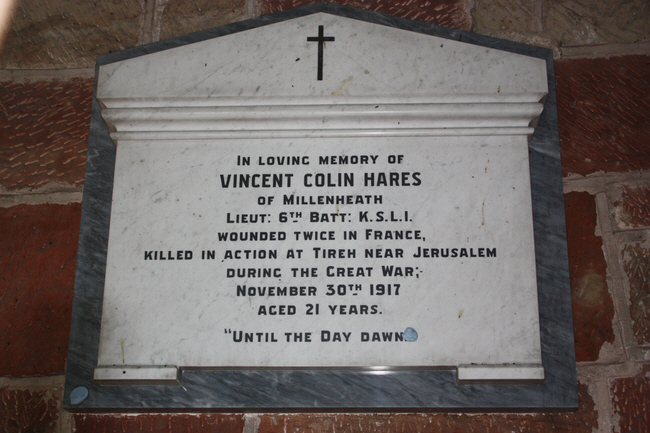 In loving memory of
VINCENT COLIN HARES
of Millenheath
Lieut: 6TH Batt: K.S.L.I.
wounded twice in France,
killed in action at Tireh near Jerusalem
during the Great War;
November 30TH 1917
aged 21 years.
"Until the Day dawn